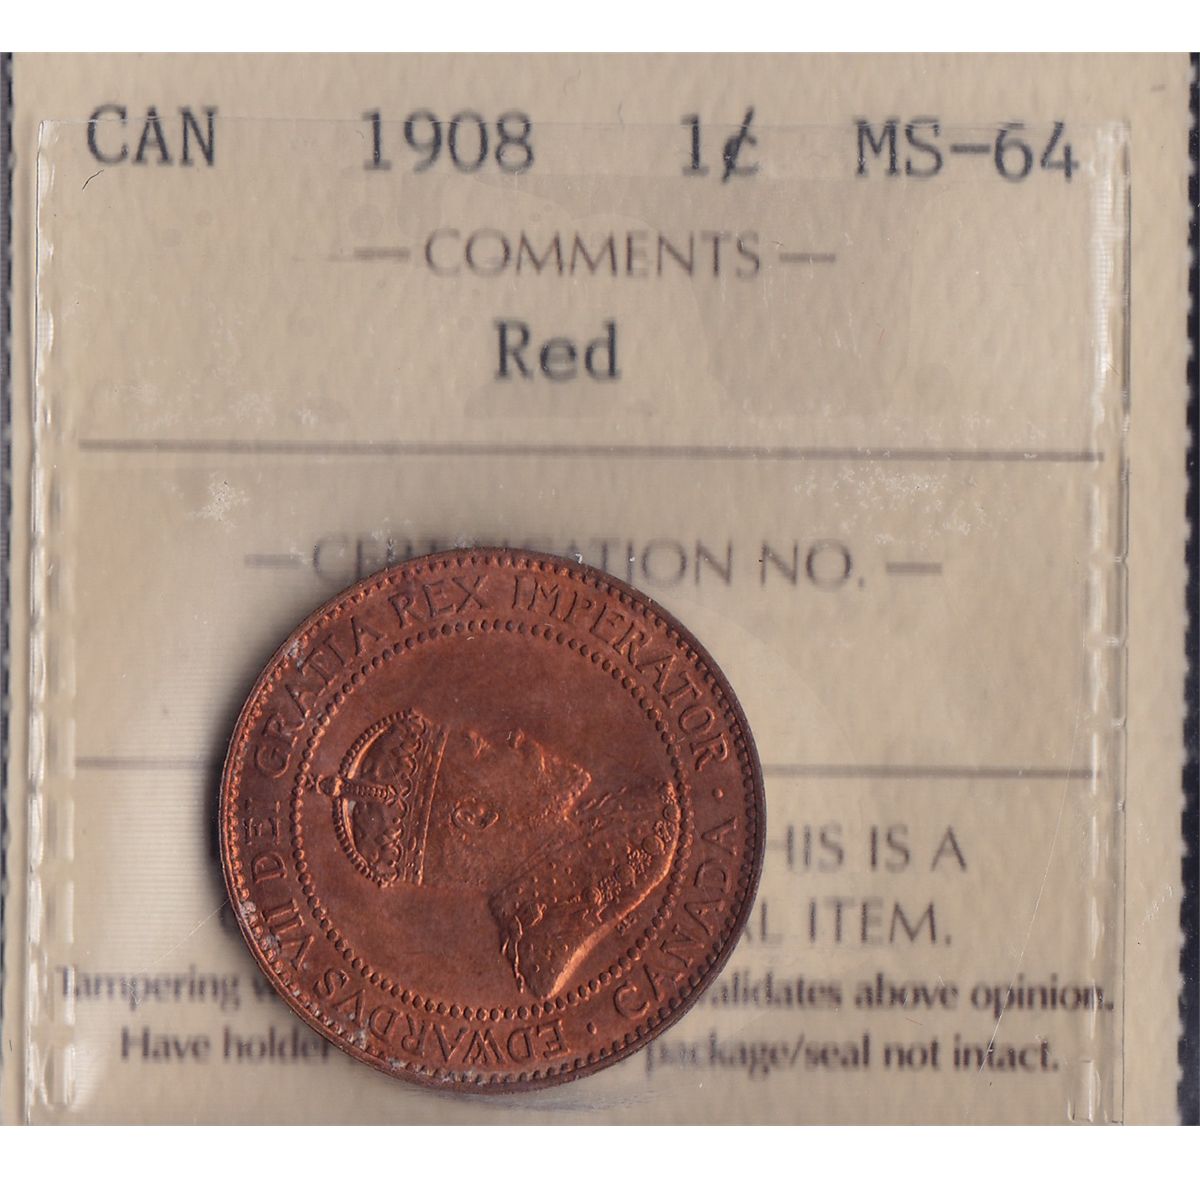 CAN 1908 1¢ MS-64
— COMMENTS —
Red
— CERTIFICATION NO. —
HIS IS A
L ITEM.
Tampering w alidates above opinion.
Have holder package/seal not intact.
EDWARDVS VII DEI GRATIA REX IMPERATOR · CANADA ·